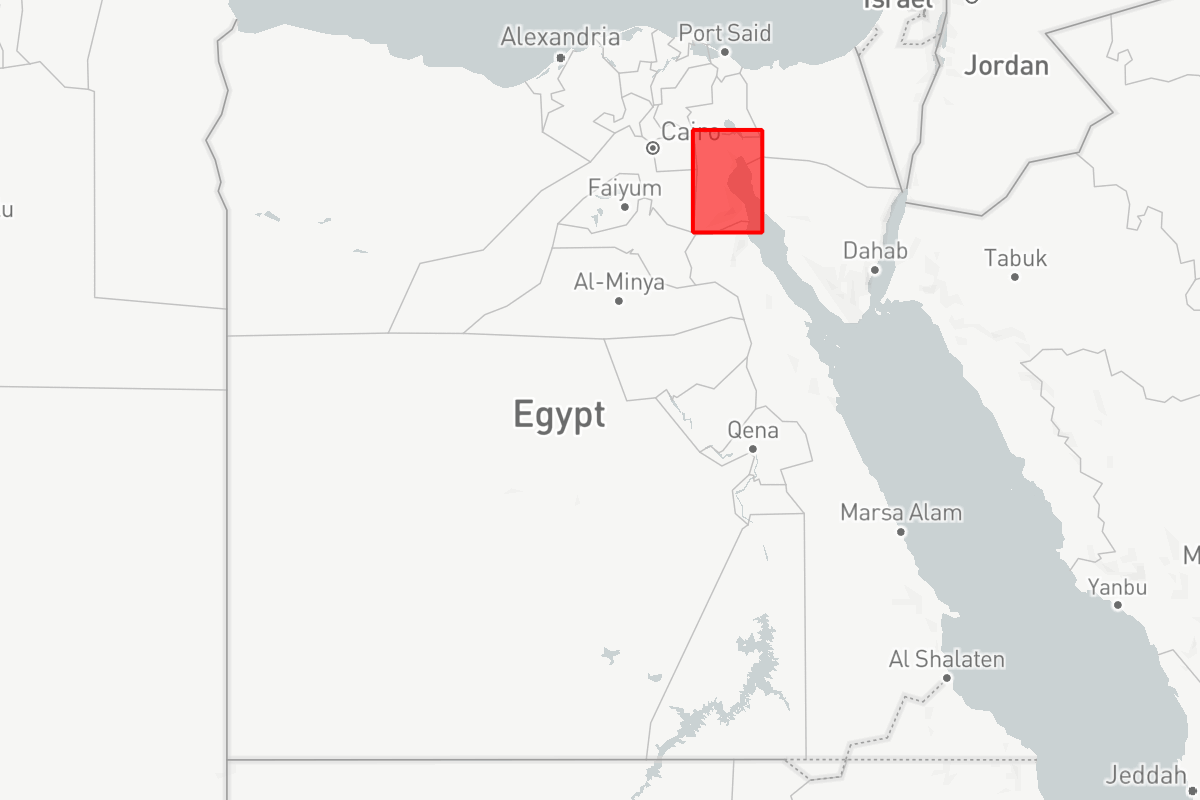 Israel
Alexandria
Port Said
Jordan
Cairo
Faiyum
Dahab
Tabuk
Al-Minya
Egypt
Qena
Marsa Alam
Yanbu
Al Shalaten
Jeddah